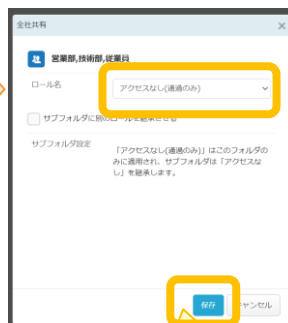 全社共有
×
営業部,技術部,従業員
ロール名
アクセスなし(通過のみ)
サブフォルダに別のロールを継承させる
サブフォルダ設定
「アクセスなし(通過のみ)」はこのフォルダの
みに適用され、サブフォルダは「アクセスな
し」を継承します。
保存
キャンセル